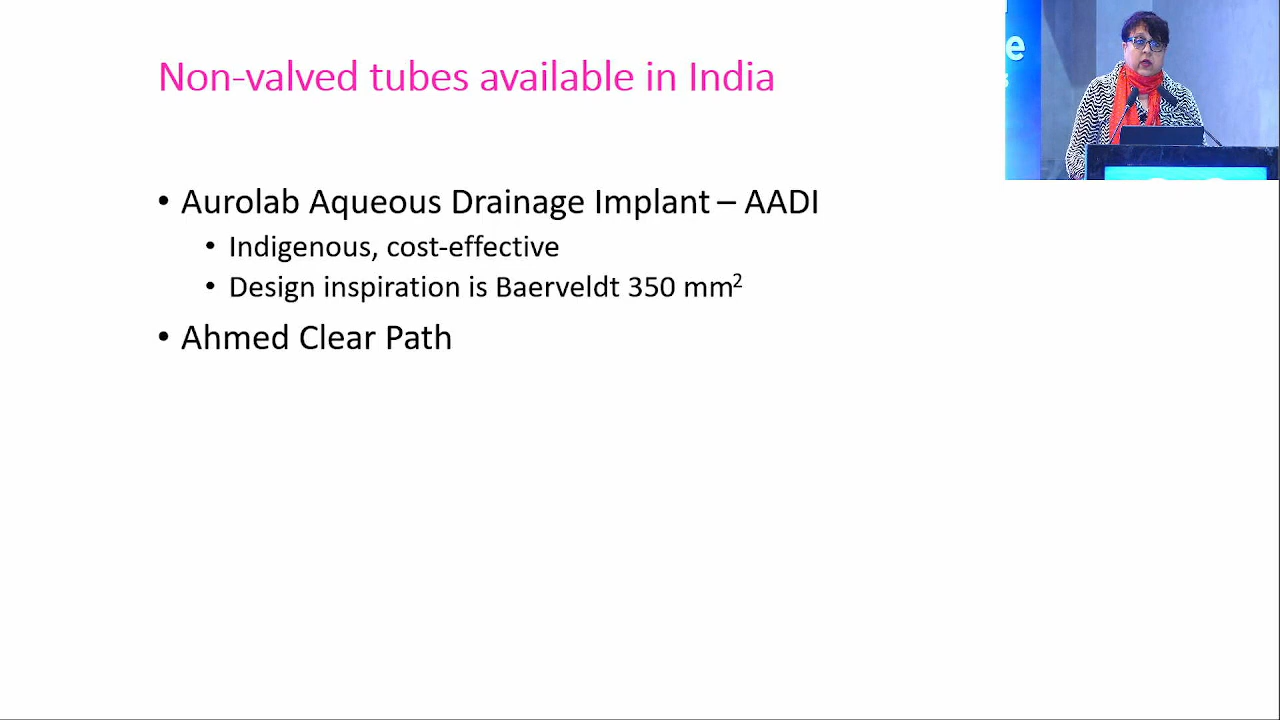 Non-valved tubes available in India
• Aurolab Aqueous Drainage Implant – AADI
• Indigenous, cost-effective
• Design inspiration is Baerveldt 350 mm²
• Ahmed Clear Path
e